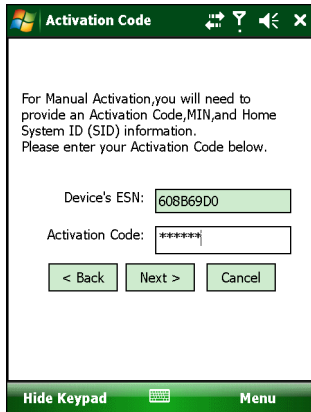 Activation Code
For Manual Activation,you will need to
provide an Activation Code,MIN,and Home
System ID (SID) information.
Please enter your Activation Code below.
Device's ESN: 608B69D0
Activation Code: ******
< Back Next > Cancel
Hide Keypad Menu